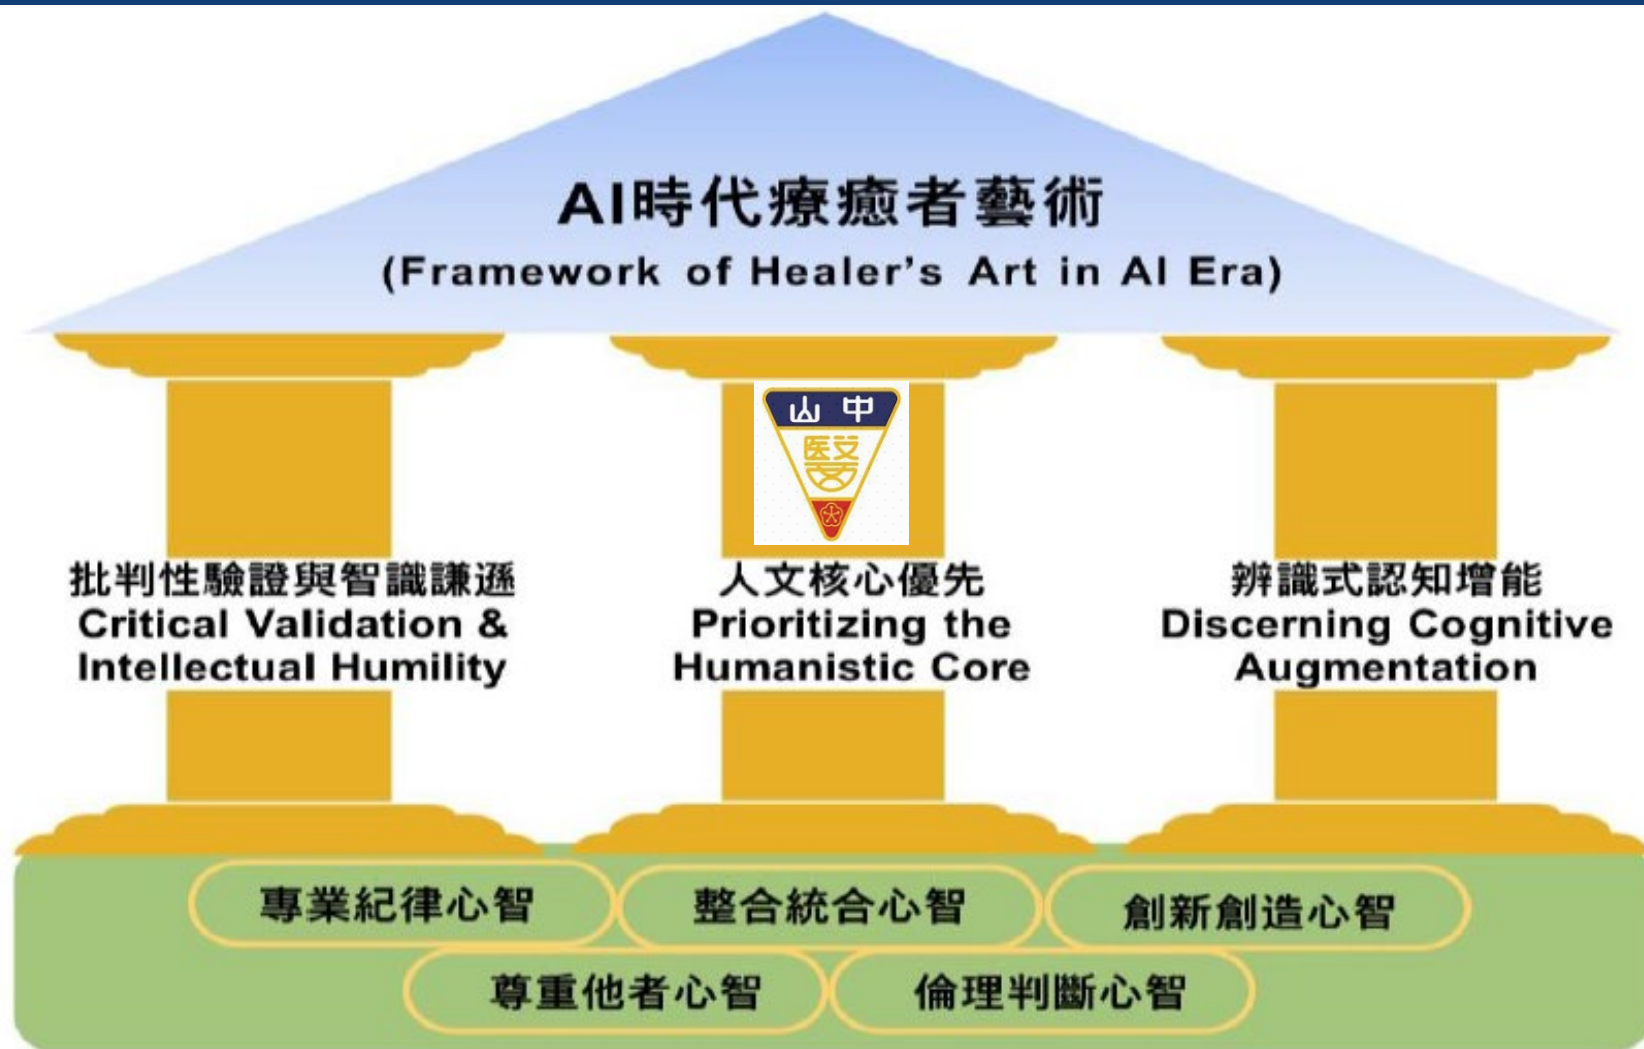 AI時代療癒者藝術
(Framework of Healer's Art in AI Era)
山 中
醫
批判性驗證與智識謙遜
Critical Validation &
Intellectual Humility
人文核心優先
Prioritizing the
Humanistic Core
辨識式認知增能
Discerning Cognitive
Augmentation
專業紀律心智
整合統合心智
創新創造心智
尊重他者心智
倫理判斷心智